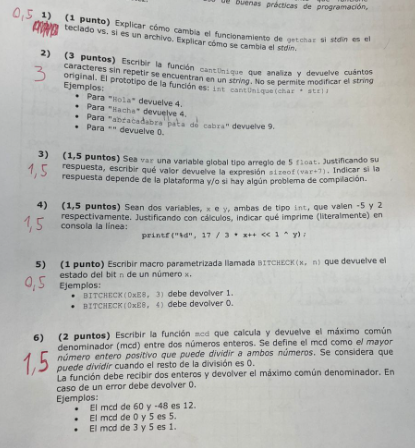 de buenas prácticas de programación,
0,5 1) (1 punto) Explicar cómo cambia el funcionamiento de getchar si stdin es el
teclado vs. si es un archivo. Explicar cómo se cambia el stdin.
2) (3 puntos) Escribir la función cantUnique que analiza y devuelve cuántos
3 caracteres sin repetir se encuentran en un string. No se permite modificar el string
original. El prototipo de la función es: int cantUnique(char * str);
Ejemplos:
• Para "Hola" devuelve 4.
• Para "Hache" devuelve 4.
• Para "abracadabra pata de cabra" devuelve 9.
• Para "" devuelve 0.
3) (1,5 puntos) Sea var una variable global tipo arreglo de 5 float. Justificando su
1,5 respuesta, escribir qué valor devuelve la expresión sizeof(var+7). Indicar si la
respuesta depende de la plataforma y/o si hay algún problema de compilación.
4) (1,5 puntos) Sean dos variables, x e y, ambas de tipo int, que valen -5 y 2
1,5 respectivamente. Justificando con cálculos, indicar qué imprime (literalmente) en
consola la línea:
printf("%d", 17 / 3 * x++ << 1 ^ y);
5) (1 punto) Escribir macro parametrizada llamada BITCHECK(x, n) que devuelve el
0,5 estado del bit n de un número x.
Ejemplos:
• BITCHECK(0xE8, 3) debe devolver 1.
• BITCHECK(0xE8, 4) debe devolver 0.
6) (2 puntos) Escribir la función mcd que calcula y devuelve el máximo común
1,5 denominador (mcd) entre dos números enteros. Se define el mcd como el mayor
número entero positivo que puede dividir a ambos números. Se considera que
puede dividir cuando el resto de la división es 0.
La función debe recibir dos enteros y devolver el máximo común denominador. En
caso de un error debe devolver 0.
Ejemplos:
• El mcd de 60 y -48 es 12.
• El mcd de 0 y 5 es 5.
• El mcd de 3 y 5 es 1.